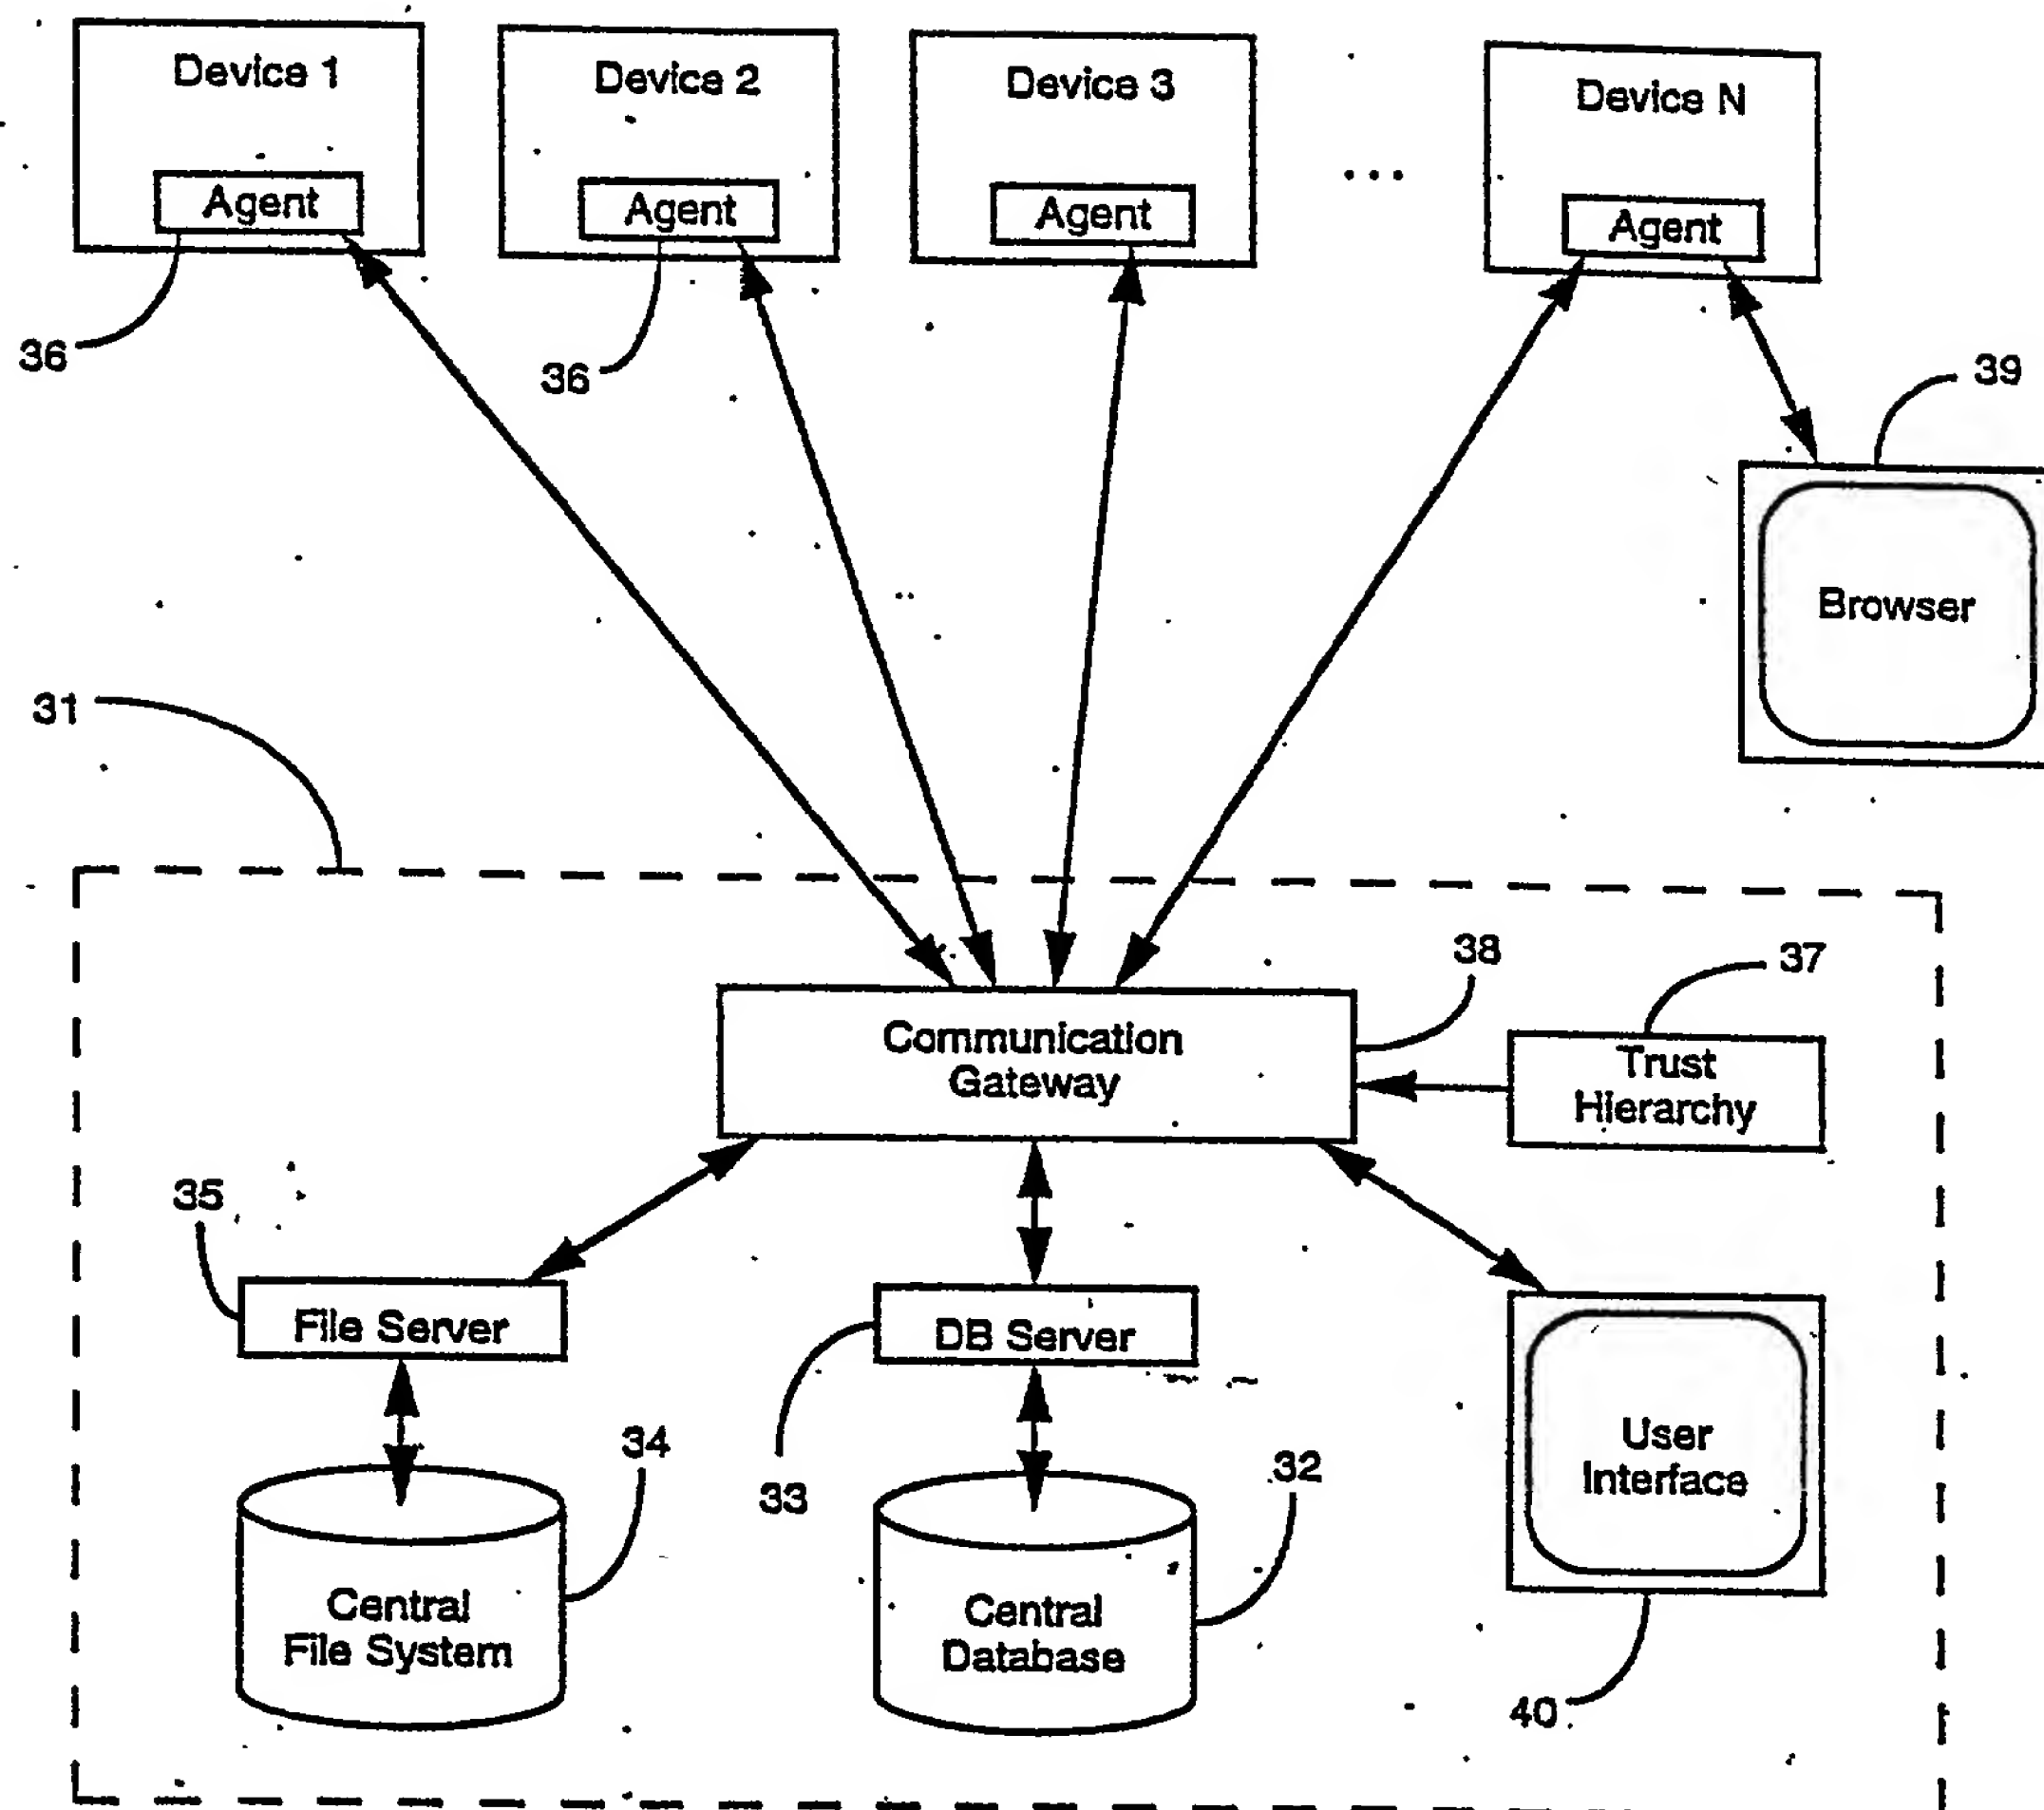 Device 1
Device 2
Device 3
Device N
...
Agent
Agent
Agent
Agent
36
36
39
Browser
31
38
37
Communication
Gateway
Trust
Hierarchy
35
File Server
DB Server
34
33
32
User
Interface
Central
File System
Central
Database
40